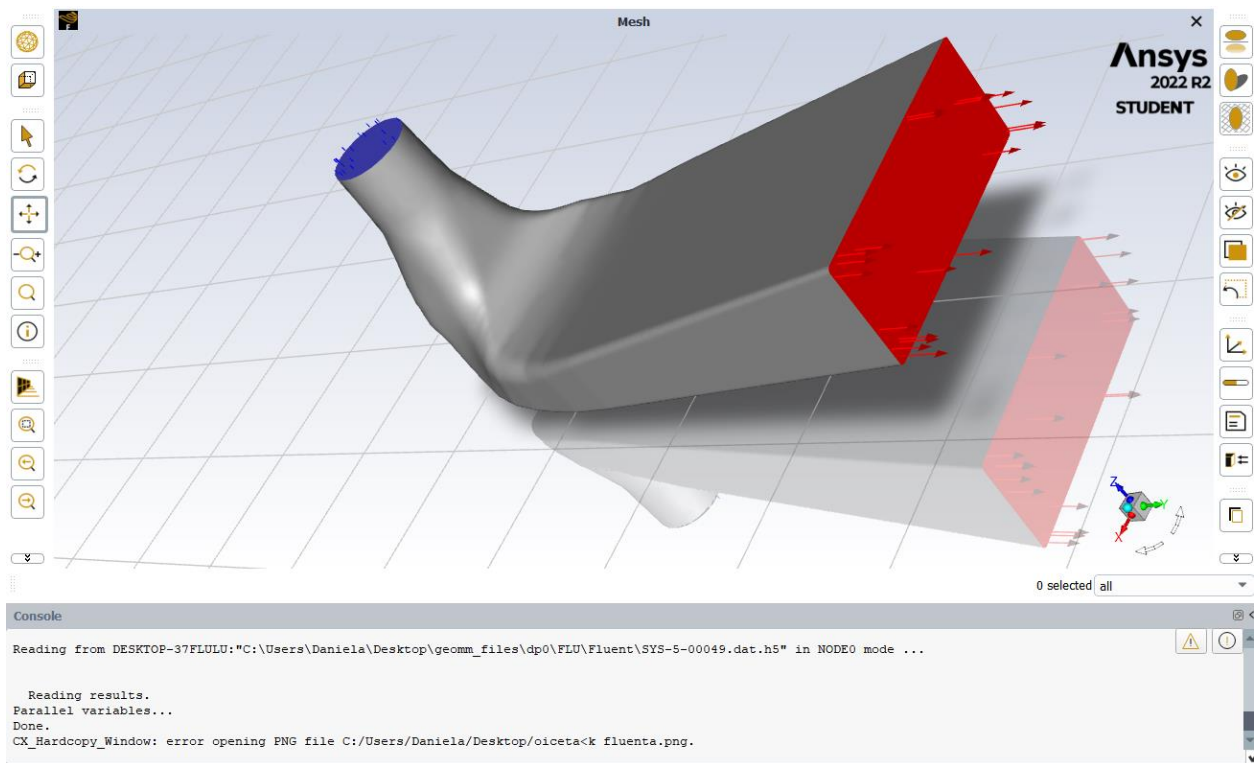 Mesh
Ansys
2022 R2
STUDENT
Z
Y
X
0 selected all
Console
Reading from DESKTOP-37FLULU:"C:\Users\Daniela\Desktop\geomm_files\dp0\FLU\Fluent\SYS-5-00049.dat.h5" in NODE0 mode ...
Reading results.
Parallel variables...
Done.
CX_Hardcopy_Window: error opening PNG file C:/Users/Daniela/Desktop/oiceta<k fluenta.png.